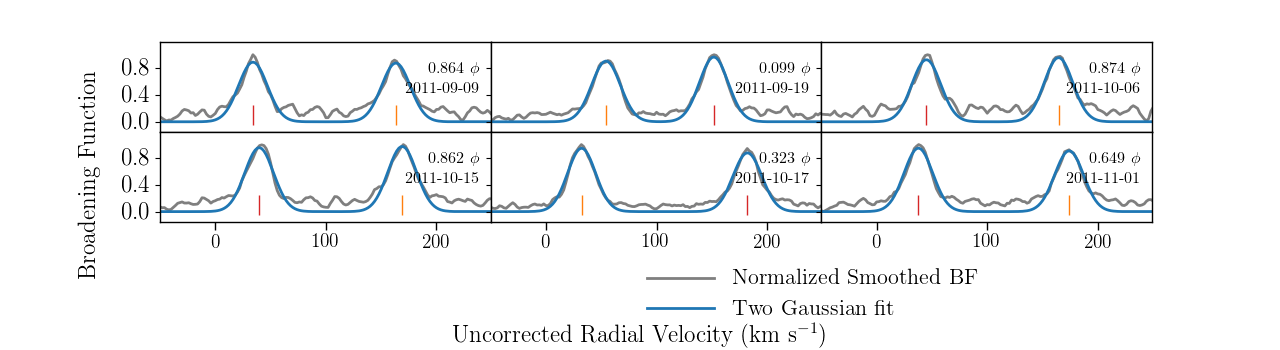 Broadening Function
0.8
0.4
0.0
0.864 ϕ
2011-09-09
0.099 ϕ
2011-09-19
0.874 ϕ
2011-10-06
0.8
0.4
0.0
0.862 ϕ
2011-10-15
0.323 ϕ
2011-10-17
0.649 ϕ
2011-11-01
0 100 200 0 100 200 0 100 200
Normalized Smoothed BF
Two Gaussian fit
Uncorrected Radial Velocity (km s⁻¹)